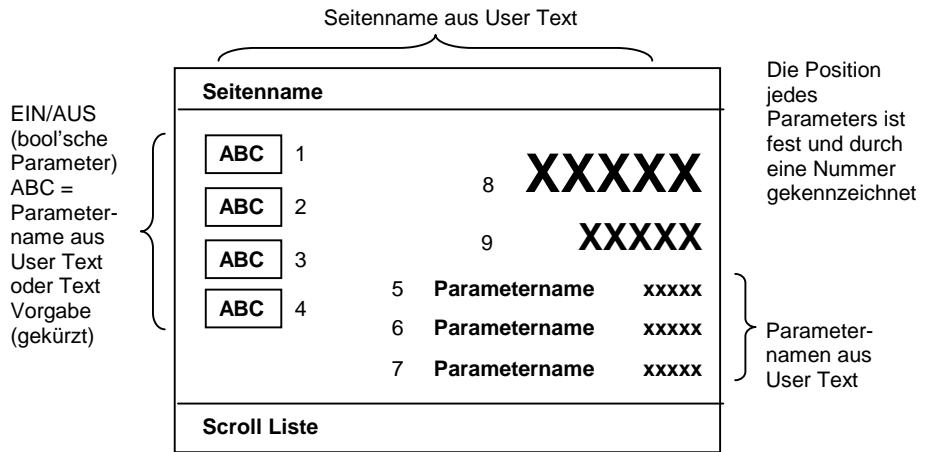 Seitenname aus User Text
Seitenname
EIN/AUS
(bool'sche
Parameter)
ABC =
Parameter-
name aus
User Text
oder Text
Vorgabe
(gekürzt)
ABC 1
ABC 2
ABC 3
ABC 4
8 XXXXX
9 XXXXX
5 Parametername xxxxx
6 Parametername xxxxx
7 Parametername xxxxx
Scroll Liste
Die Position
jedes
Parameters ist
fest und durch
eine Nummer
gekennzeichnet
Parameter-
namen aus
User Text